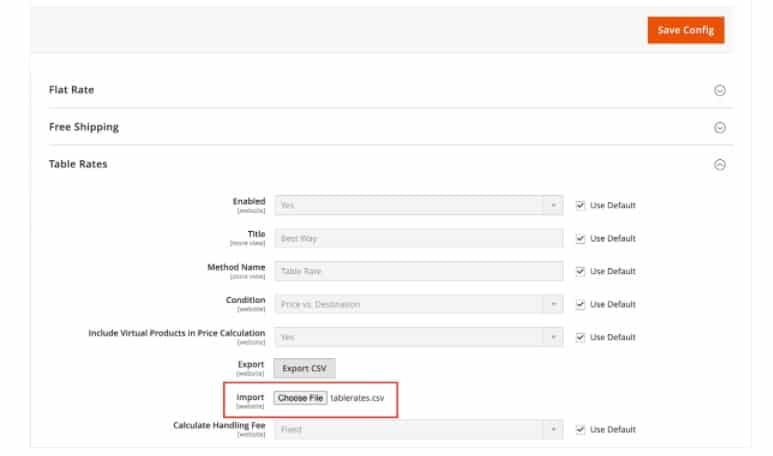 Save Config
Flat Rate
Free Shipping
Table Rates
Enabled
[website]
Yes
Use Default
Title
[store view]
Best Way
Use Default
Method Name
[store view]
Table Rate
Use Default
Condition
[website]
Price vs. Destination
Use Default
Include Virtual Products in Price Calculation
[website]
Yes
Use Default
Export
[website]
Export CSV
Import
[website]
Choose File tablerates.csv
Calculate Handling Fee
[website]
Fixed
Use Default